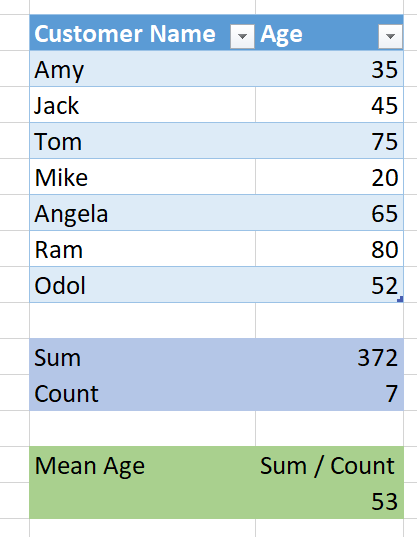 Customer Name Age
Amy 35
Jack 45
Tom 75
Mike 20
Angela 65
Ram 80
Odol 52
Sum 372
Count 7
Mean Age Sum / Count
53